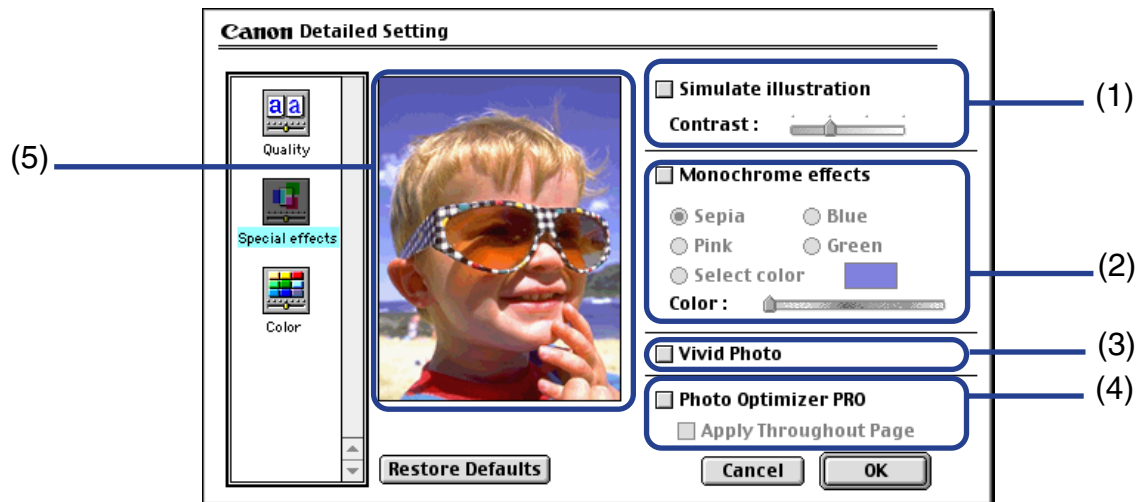 Canon Detailed Setting
a a
Quality
Special effects
Color
(5)
Simulate illustration
Contrast :
(1)
Monochrome effects
Sepia Blue
Pink Green
Select color
Color :
(2)
Vivid Photo
(3)
Photo Optimizer PRO
Apply Throughout Page
(4)
Restore Defaults
Cancel OK